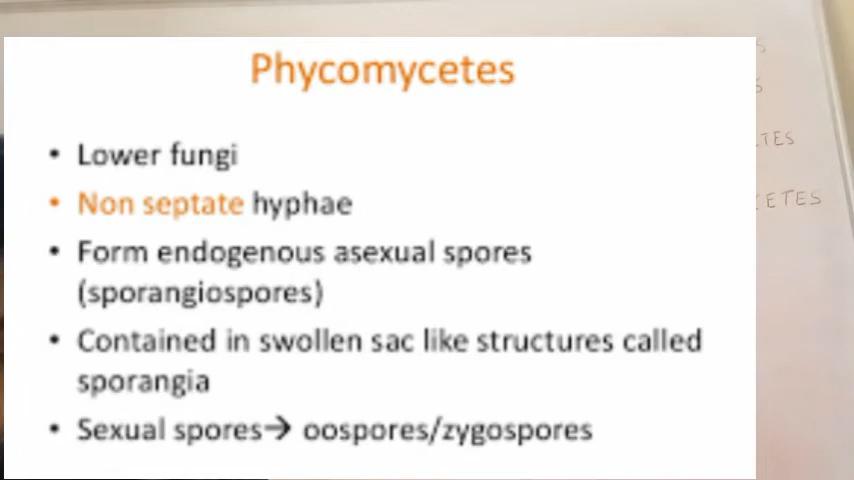 Phycomycetes
• Lower fungi
• Non septate hyphae
• Form endogenous asexual spores
(sporangiospores)
• Contained in swollen sac like structures called
sporangia
• Sexual spores→ oospores/zygospores